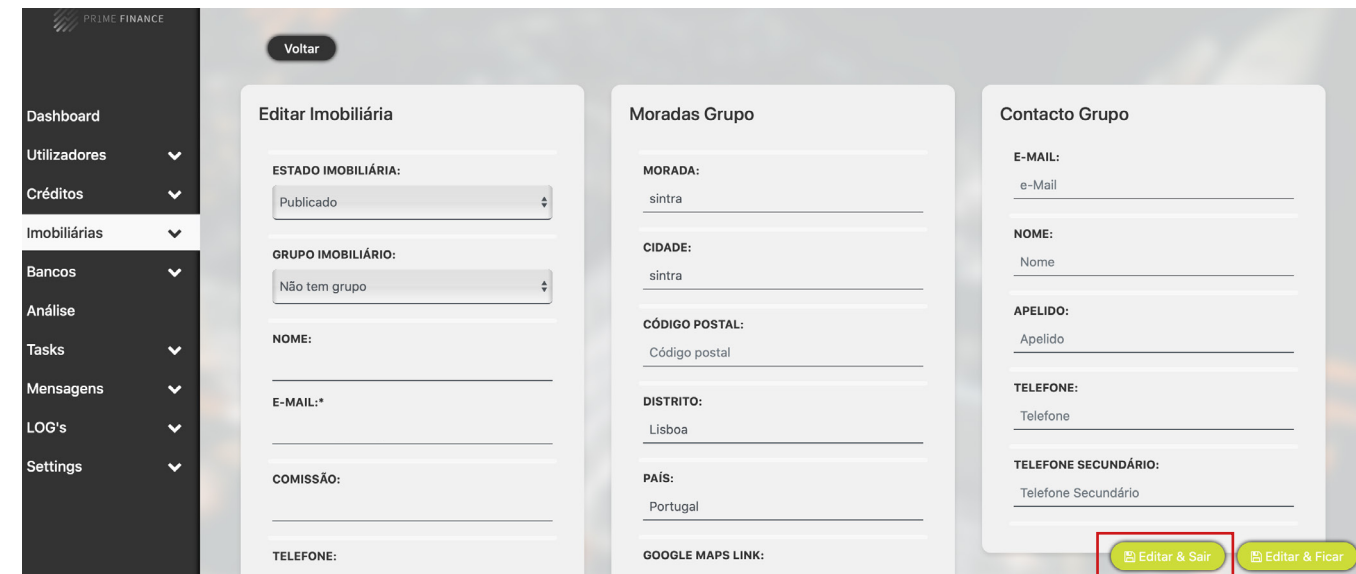 PR1ME FINANCE
Voltar
Dashboard
Utilizadores
Créditos
Imobiliárias
Bancos
Análise
Tasks
Mensagens
LOG's
Settings
Editar Imobiliária
ESTADO IMOBILIÁRIA:
Publicado
GRUPO IMOBILIÁRIO:
Não tem grupo
NOME:
E-MAIL:*
COMISSÃO:
TELEFONE:
Moradas Grupo
MORADA:
sintra
CIDADE:
sintra
CÓDIGO POSTAL:
Código postal
DISTRITO:
Lisboa
PAÍS:
Portugal
GOOGLE MAPS LINK:
Contacto Grupo
E-MAIL:
e-Mail
NOME:
Nome
APELIDO:
Apelido
TELEFONE:
Telefone
TELEFONE SECUNDÁRIO:
Telefone Secundário
Editar & Sair
Editar & Ficar